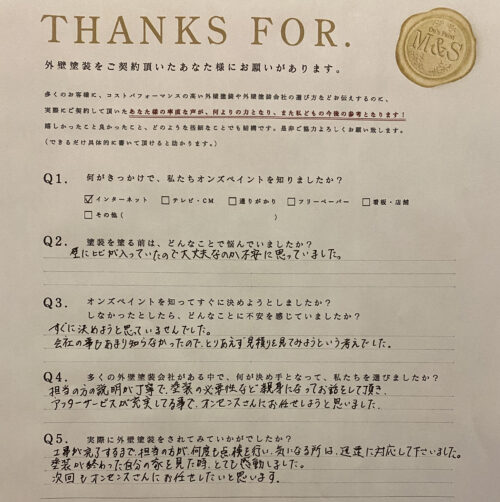 THANKS FOR.
On's Paint
M&S
外壁塗装をご契約頂いたあなた様にお願いがあります。
多くのお客様に、コストパフォーマンスの高い外壁塗装や外壁塗装会社の選び方などお伝えするのに、
実際にご契約して頂いたあなた様の率直な声が、何よりの力となり、また私どもの今後の参考となります!
嬉しかったこと良かったこと、どのような些細なことでも結構です。是非ご協力よろしくお願い致します。
(できるだけ具体的に書いて頂けると助かります。)
Q1. 何がきっかけで、私たちオンズペイントを知りましたか?
☑インターネット □テレビ・CM □通りがかり □フリーペーパー □看板・店舗
□その他( )
Q2. 塗装を塗る前は、どんなことで悩んでいましたか?
壁にヒビが入っていたので大丈夫なのか不安に思っていました。
Q3. オンズペイントを知ってすぐに決めようとしましたか?
しなかったとしたら、どんなことに不安を感じていましたか?
すぐに決めようと思っていませんでした。
会社の事もあまり知らなかったので、とりあえず見積りを見てみようという考えでした。
Q4. 多くの外壁塗装会社がある中で、何が決め手となって、私たちを選びましたか?
担当の方の説明が丁寧で、塗装の必要性など親身になってお話をして頂き、
アフターサービスが充実してる事で、オンセンスさんにお任せしようと思いました。
Q5. 実際に外壁塗装をされてみていかがでしたか?
工事が完了するまで、担当の方が、何度も点検を行い、気になる所は、迅速に対応して下さいました。
塗装が終わった自分の家を見た時、とても感動しました。
次回もオンセンスさんにお任せしたいと思います。